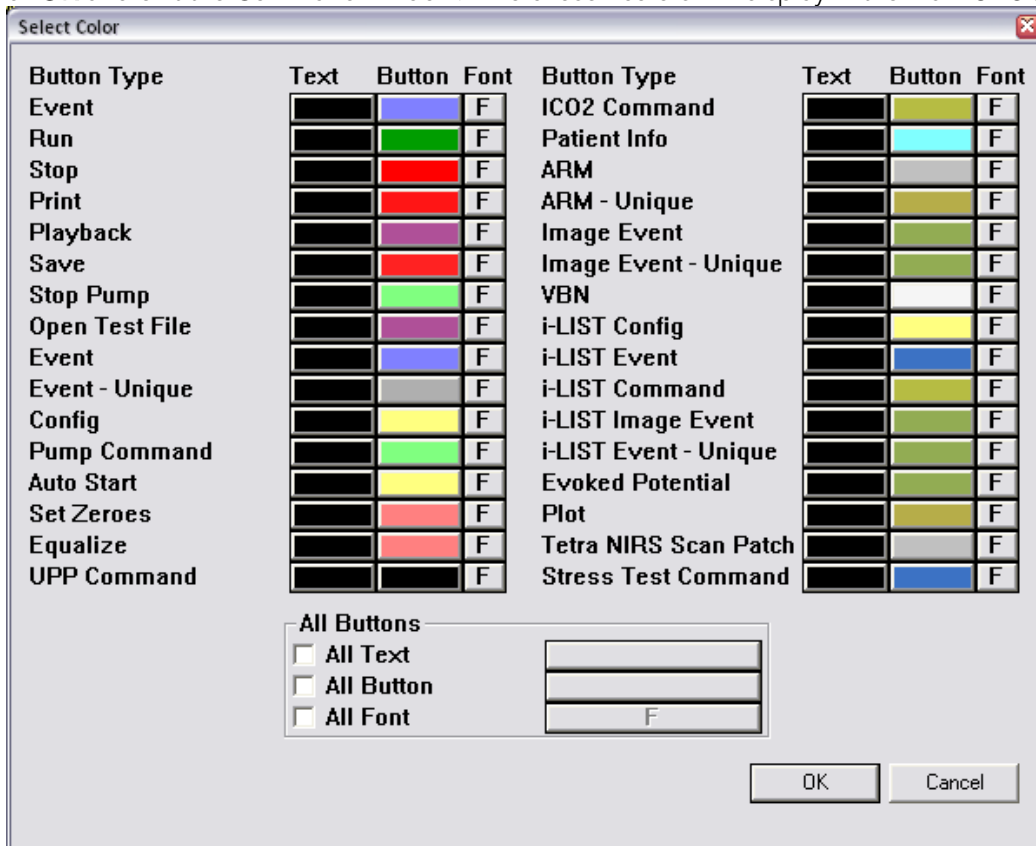 Select Color
Button Type Text Button Font Button Type Text Button Font
Event F ICO2 Command F
Run F Patient Info F
Stop F ARM F
Print F ARM - Unique F
Playback F Image Event F
Save F Image Event - Unique F
Stop Pump F VBN F
Open Test File F i-LIST Config F
Event F i-LIST Event F
Event - Unique F i-LIST Command F
Config F i-LIST Image Event F
Pump Command F i-LIST Event - Unique F
Auto Start F Evoked Potential F
Set Zeroes F Plot F
Equalize F Tetra NIRS Scan Patch F
UPP Command F Stress Test Command F
All Buttons
All Text
All Button
All Font F
OK Cancel